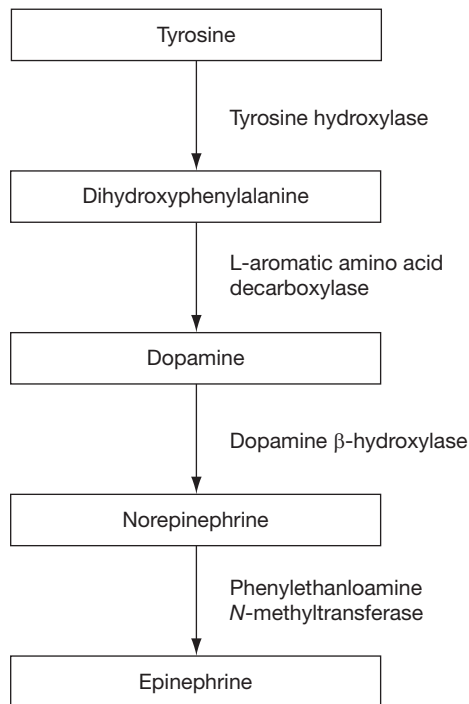 Tyrosine
Tyrosine hydroxylase
Dihydroxyphenylalanine
L-aromatic amino acid
decarboxylase
Dopamine
Dopamine β-hydroxylase
Norepinephrine
Phenylethanloamine
N-methyltransferase
Epinephrine